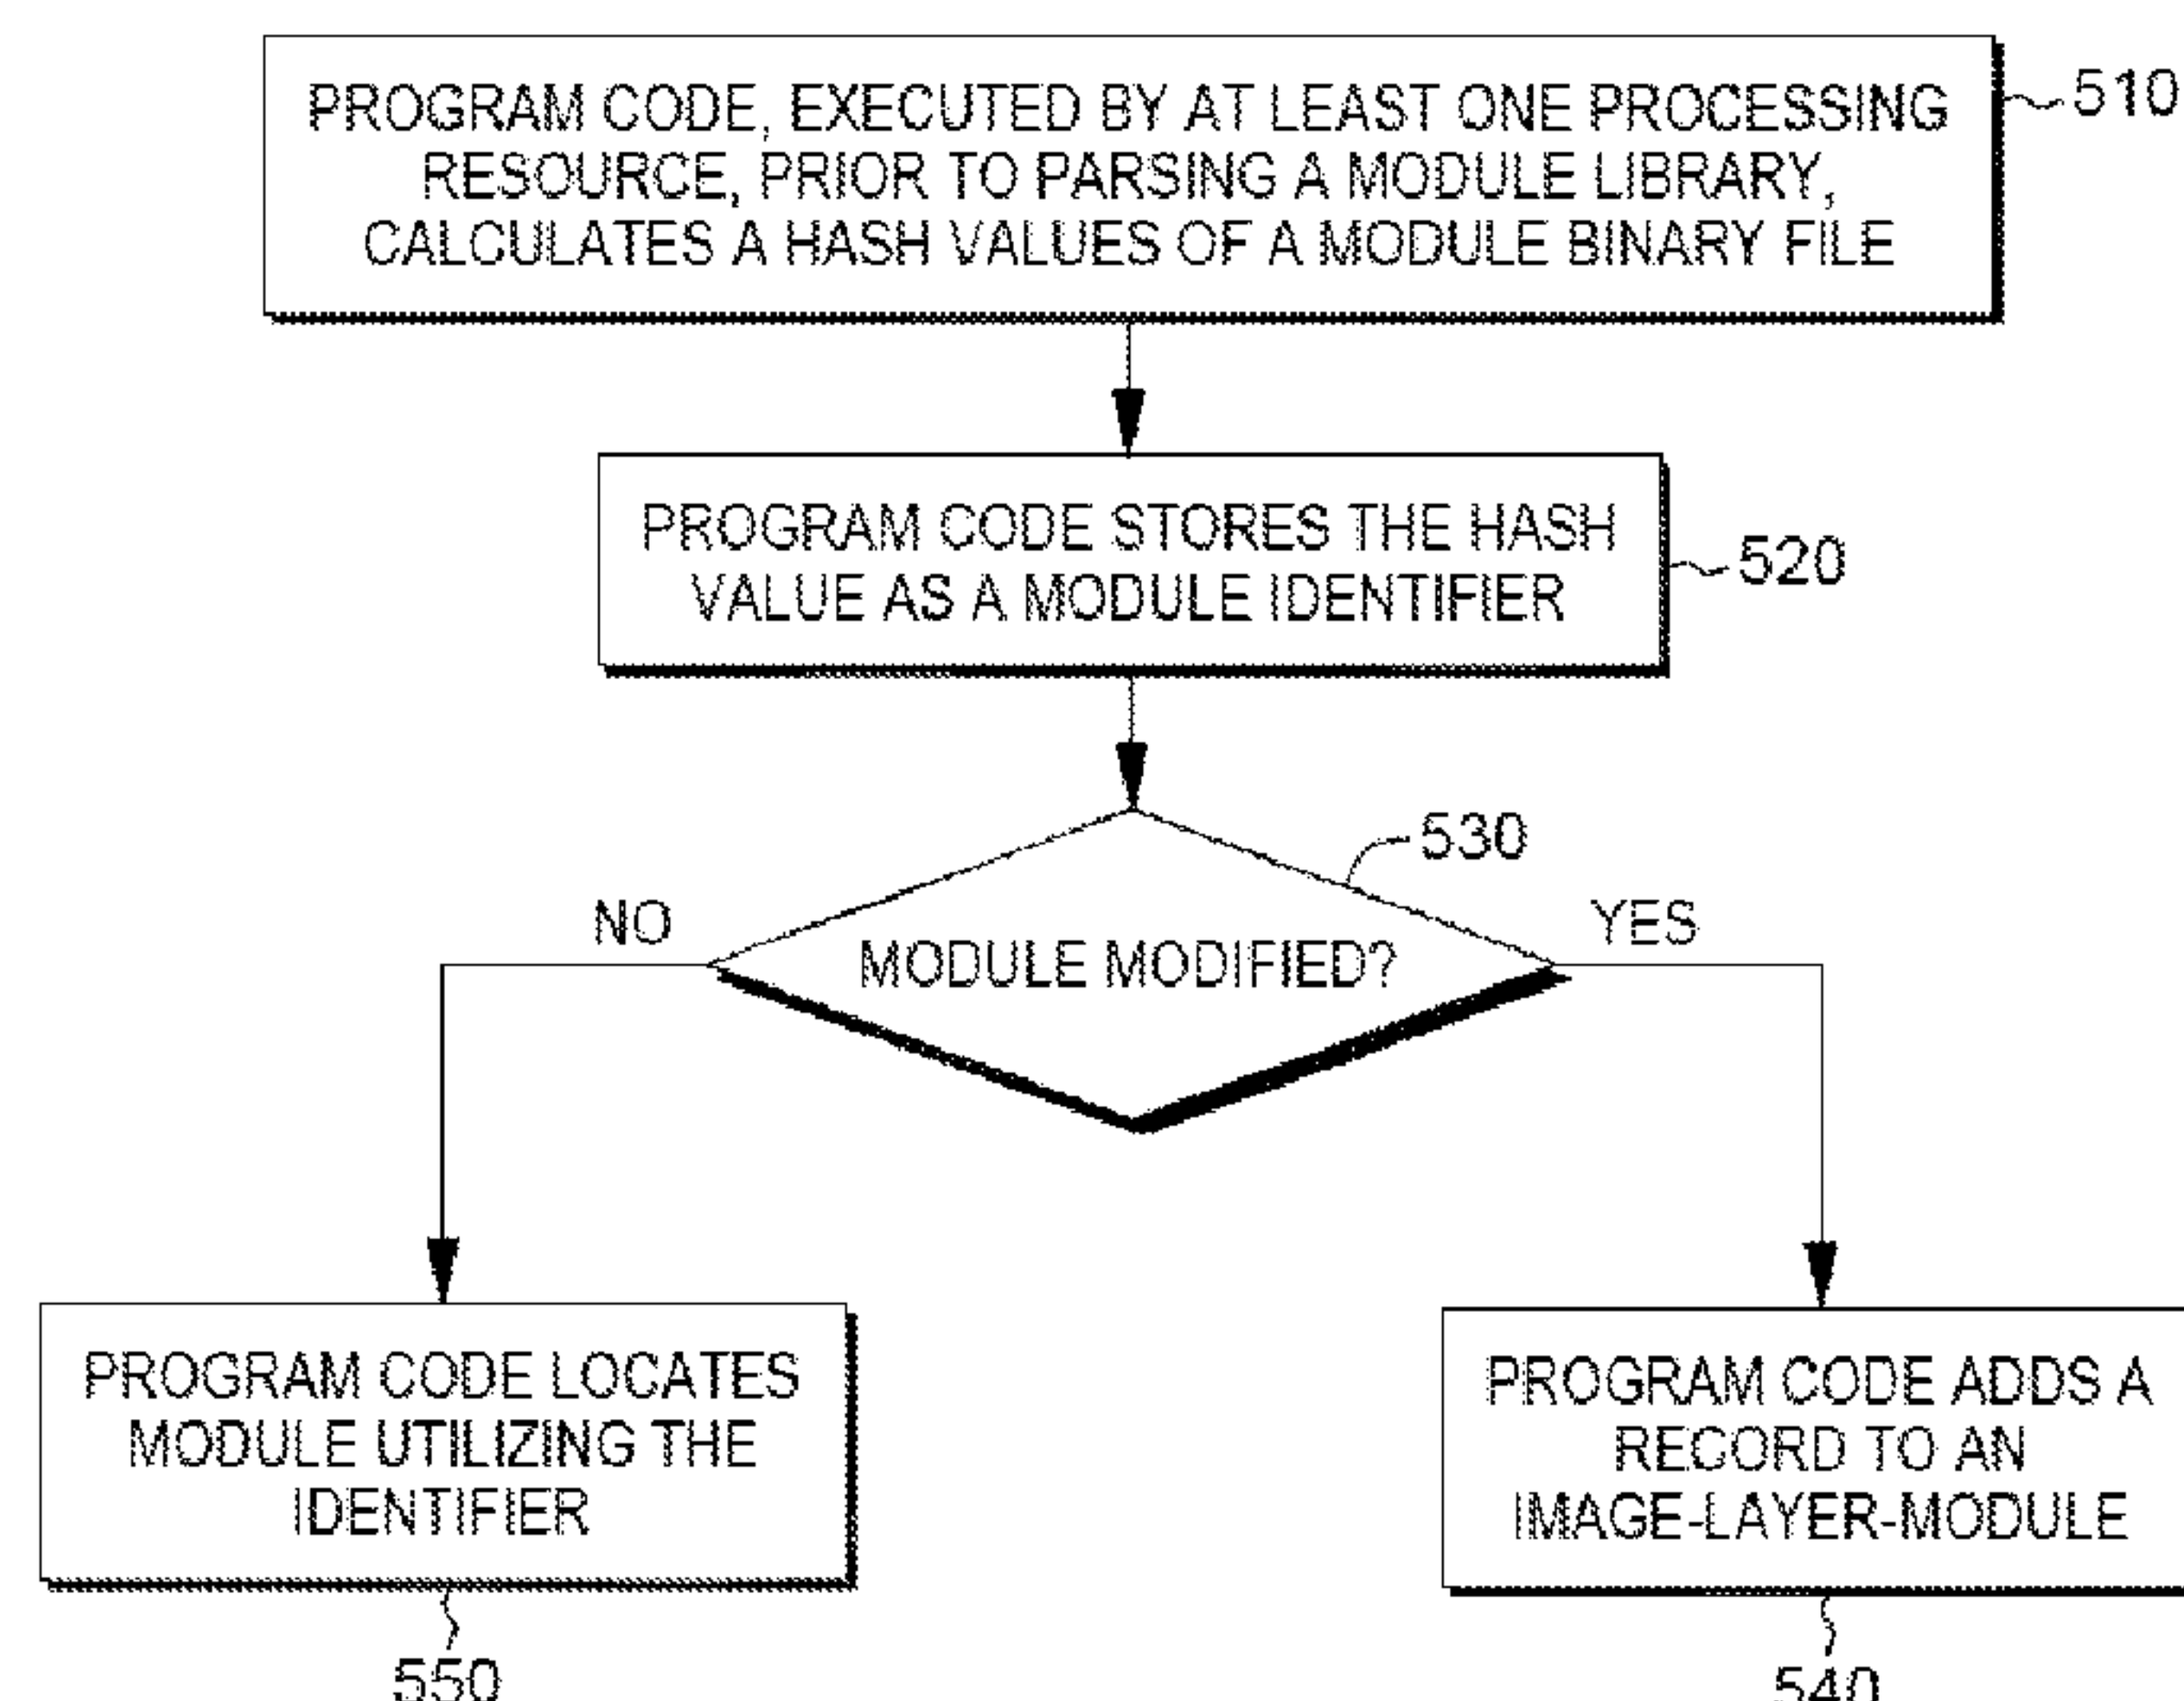 PROGRAM CODE, EXECUTED BY AT LEAST ONE PROCESSING
RESOURCE, PRIOR TO PARSING A MODULE LIBRARY,
CALCULATES A HASH VALUES OF A MODULE BINARY FILE
510
PROGRAM CODE STORES THE HASH
VALUE AS A MODULE IDENTIFIER
520
530
NO
YES
MODULE MODIFIED?
PROGRAM CODE LOCATES
MODULE UTILIZING THE
IDENTIFIER
550
PROGRAM CODE ADDS A
RECORD TO AN
IMAGE-LAYER-MODULE
540